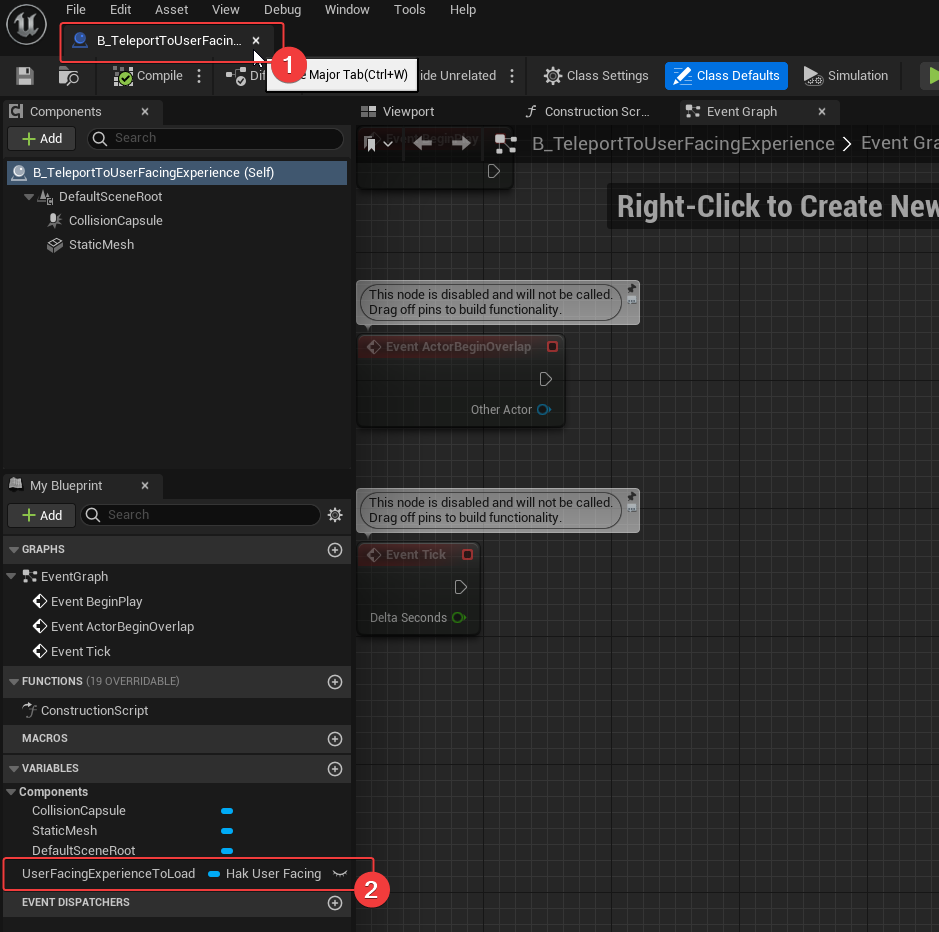 File Edit View Asset Debug Window Tools Help
B_TeleportToUserFacin...
1
Compile Dif e Major Tab(Ctrl+W) ide Unrelated Class Settings Class Defaults Simulation
Components
Viewport Construction Scr... Event Graph
Add Search
Event BeginPlay
B_TeleportToUserFacingExperience > Event Gra
B_TeleportToUserFacingExperience (Self)
DefaultSceneRoot
CollisionCapsule
StaticMesh
Right-Click to Create New
This node is disabled and will not be called.
Drag off pins to build functionality.
Event ActorBeginOverlap
Other Actor
My Blueprint
Add Search
This node is disabled and will not be called.
Drag off pins to build functionality.
Event Tick
Delta Seconds
GRAPHS
EventGraph
Event BeginPlay
Event ActorBeginOverlap
Event Tick
FUNCTIONS (19 OVERRIDABLE)
ConstructionScript
MACROS
VARIABLES
Components
CollisionCapsule
StaticMesh
DefaultSceneRoot
UserFacingExperienceToLoad Hak User Facing
2
EVENT DISPATCHERS